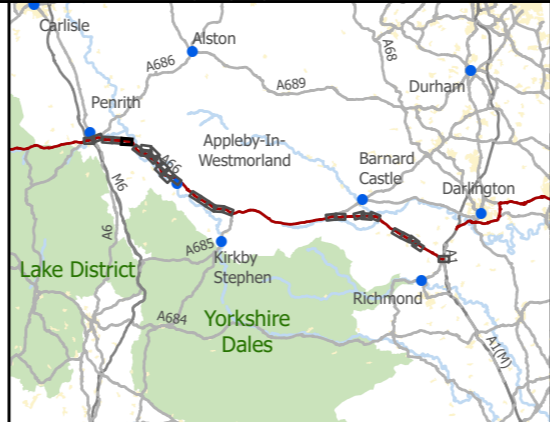 Carlisle
Alston
A68
A686
A689
Durham
Penrith
Appleby-In-
Westmorland
A66
Barnard
Castle
Darlington
M6
A6
A685
Kirkby
Stephen
A1
Lake District
Richmond
A684
Yorkshire
Dales
A1(M)